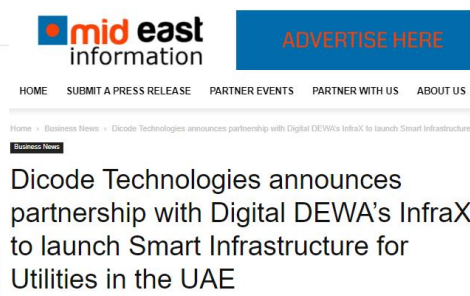 mid east
information
ADVERTISE HERE
HOME SUBMIT A PRESS RELEASE PARTNER EVENTS PARTNER WITH US ABOUT US
Home › Business News › Dicode Technologies announces partnership with Digital DEWA's InfraX to launch Smart Infrastructure
Business News
Dicode Technologies announces
partnership with Digital DEWA’s InfraX
to launch Smart Infrastructure for
Utilities in the UAE